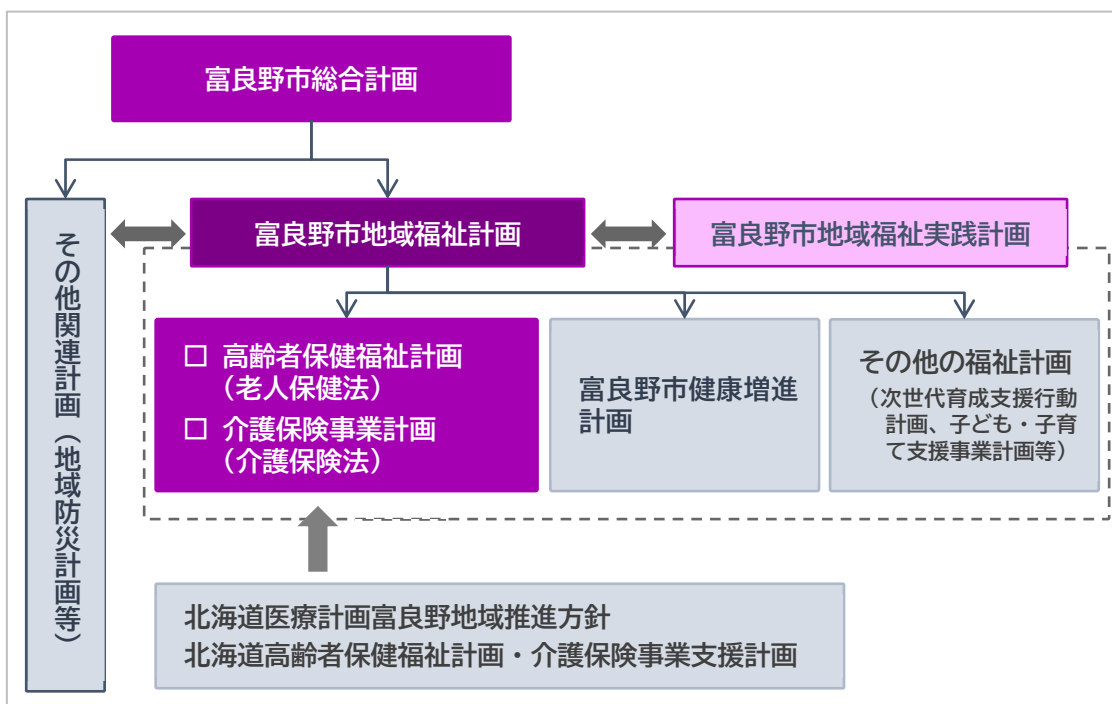 富良野市総合計画
その他関連計画（地域防災計画等）
富良野市地域福祉計画
富良野市地域福祉実践計画
□ 高齢者保健福祉計画
（老人保健法）
□ 介護保険事業計画
（介護保険法）
富良野市健康増進
計画
その他の福祉計画
（次世代育成支援行動
計画、子ども・子育
て支援事業計画等）
北海道医療計画富良野地域推進方針
北海道高齢者保健福祉計画・介護保険事業支援計画